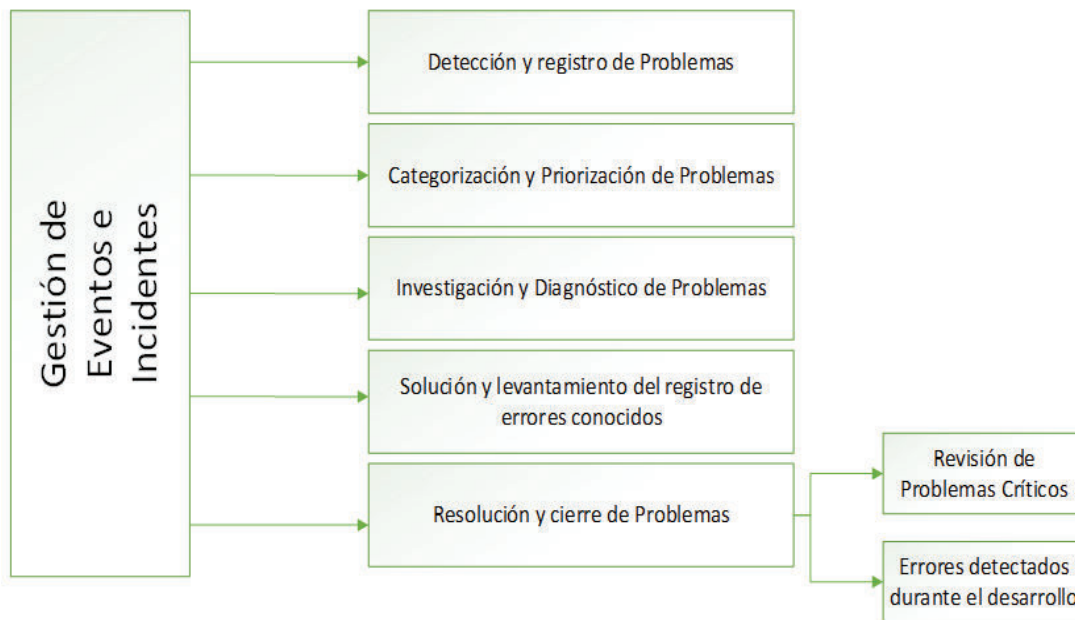 Gestión de
Eventos e
Incidentes
Detección y registro de Problemas
Categorización y Priorización de Problemas
Investigación y Diagnóstico de Problemas
Solución y levantamiento del registro de
errores conocidos
Resolución y cierre de Problemas
Revisión de
Problemas Críticos
Errores detectados
durante el desarrollo